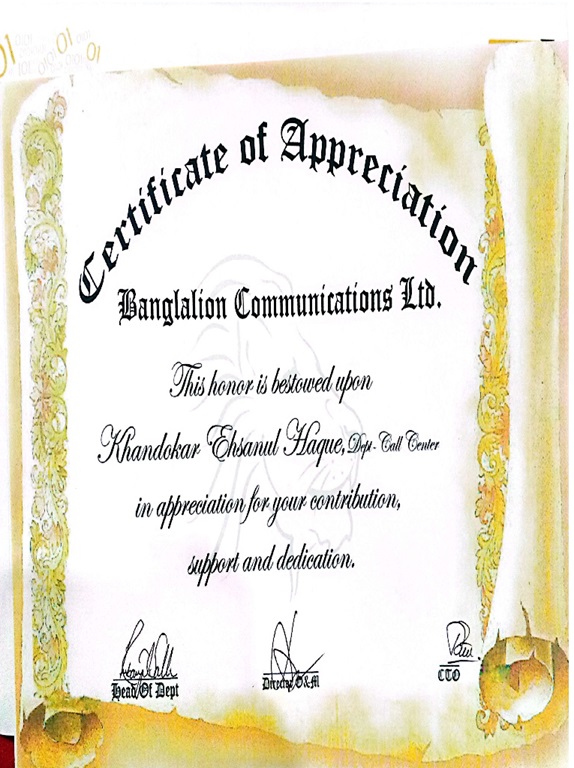 Certificate of Appreciation
Banglalion Communications Ltd.
This honor is bestowed upon
Khandokar Ehsanul Haque, Dept - Call Center
in appreciation for your contribution,
support and dedication.
Head Of Dept
Director O&M
CTO